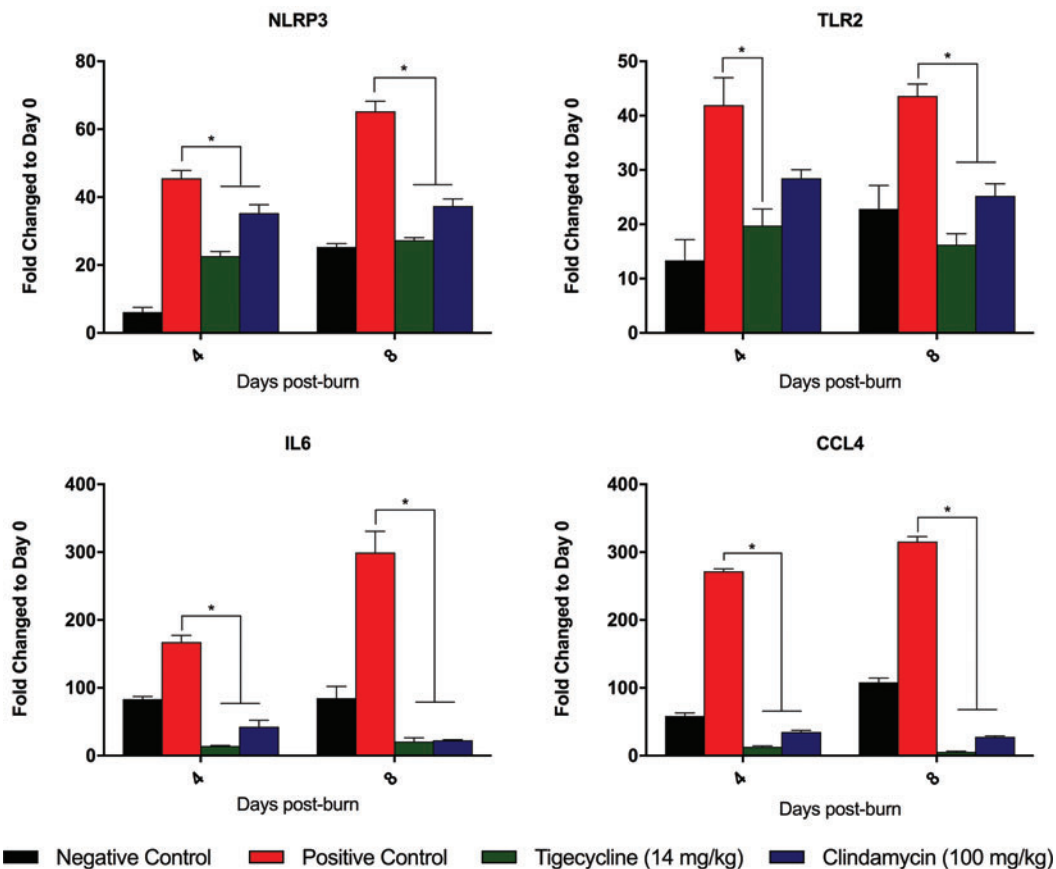 NLRP3
Fold Changed to Day 0
80
60
40
20
0
*
*
4
8
Days post-burn
TLR2
Fold Changed to Day 0
50
40
30
20
10
0
*
*
4
8
Days post-burn
IL6
Fold Changed to Day 0
400
300
200
100
0
*
*
4
8
Days post-burn
CCL4
Fold Changed to Day 0
400
300
200
100
0
*
*
4
8
Days post-burn
Negative Control Positive Control Tigecycline (14 mg/kg) Clindamycin (100 mg/kg)